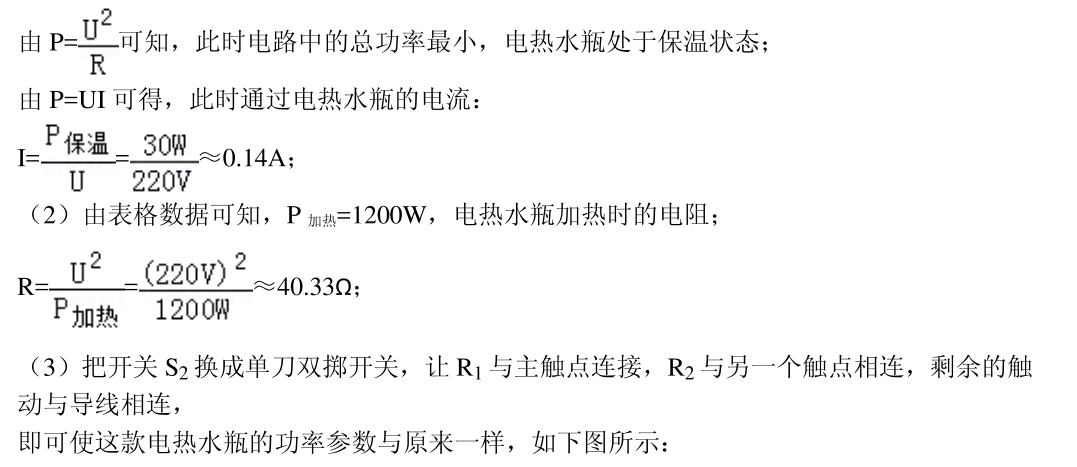 由 P=U²/R可知，此时电路中的总功率最小，电热水瓶处于保温状态；
由 P=UI 可得，此时通过电热水瓶的电流：
I=P保温/U=30W/220V≈0.14A；
（2）由表格数据可知，P 加热=1200W，电热水瓶加热时的电阻；
R=U²/P加热=(220V)²/1200W≈40.33Ω；
（3）把开关 S₂ 换成单刀双掷开关，让 R₁ 与主触点连接，R₂ 与另一个触点相连，剩余的触
动与导线相连，
即可使这款电热水瓶的功率参数与原来一样，如下图所示：